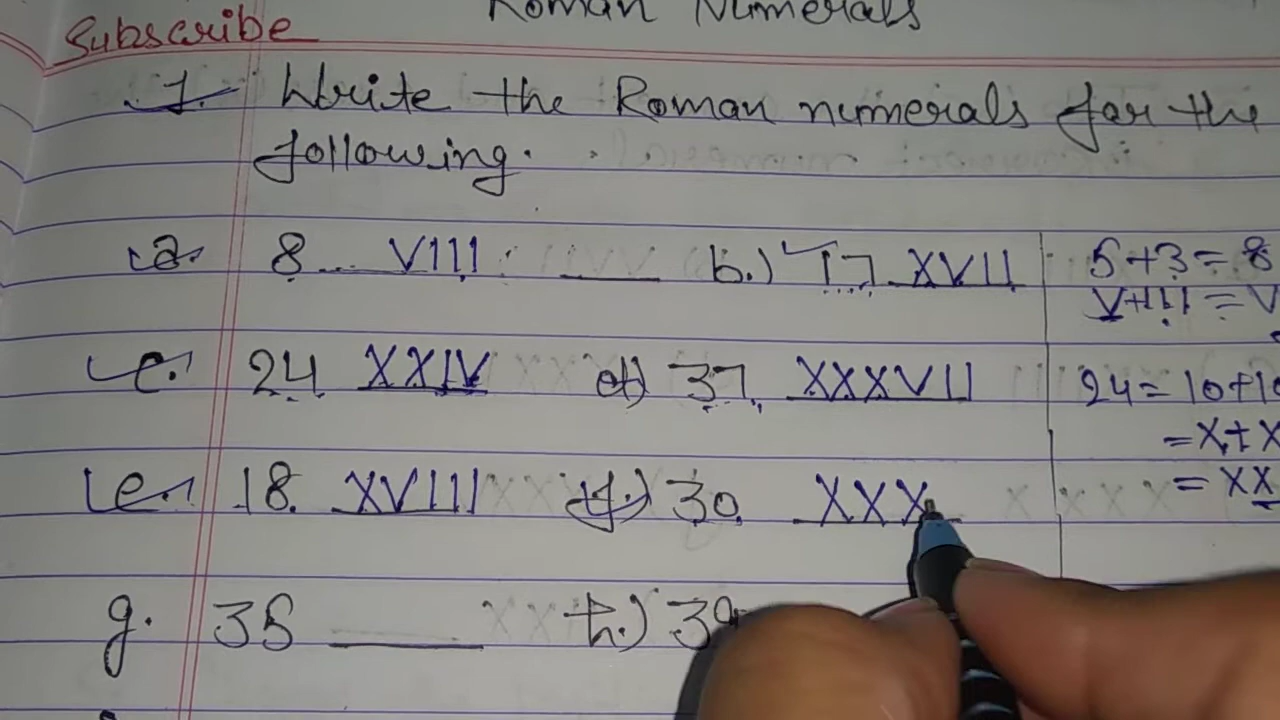 Roman Numerals
Subscribe
1. Write the Roman numerals for the
following.
a. 8 VIII b.) 17 XVII 5+3=8
V+III=V
c. 24 XXIV d) 37 XXXVII 24=10+10
=X+X
e. 18 XVIII f.) 30 XXX =XX
g. 35 h.) 39